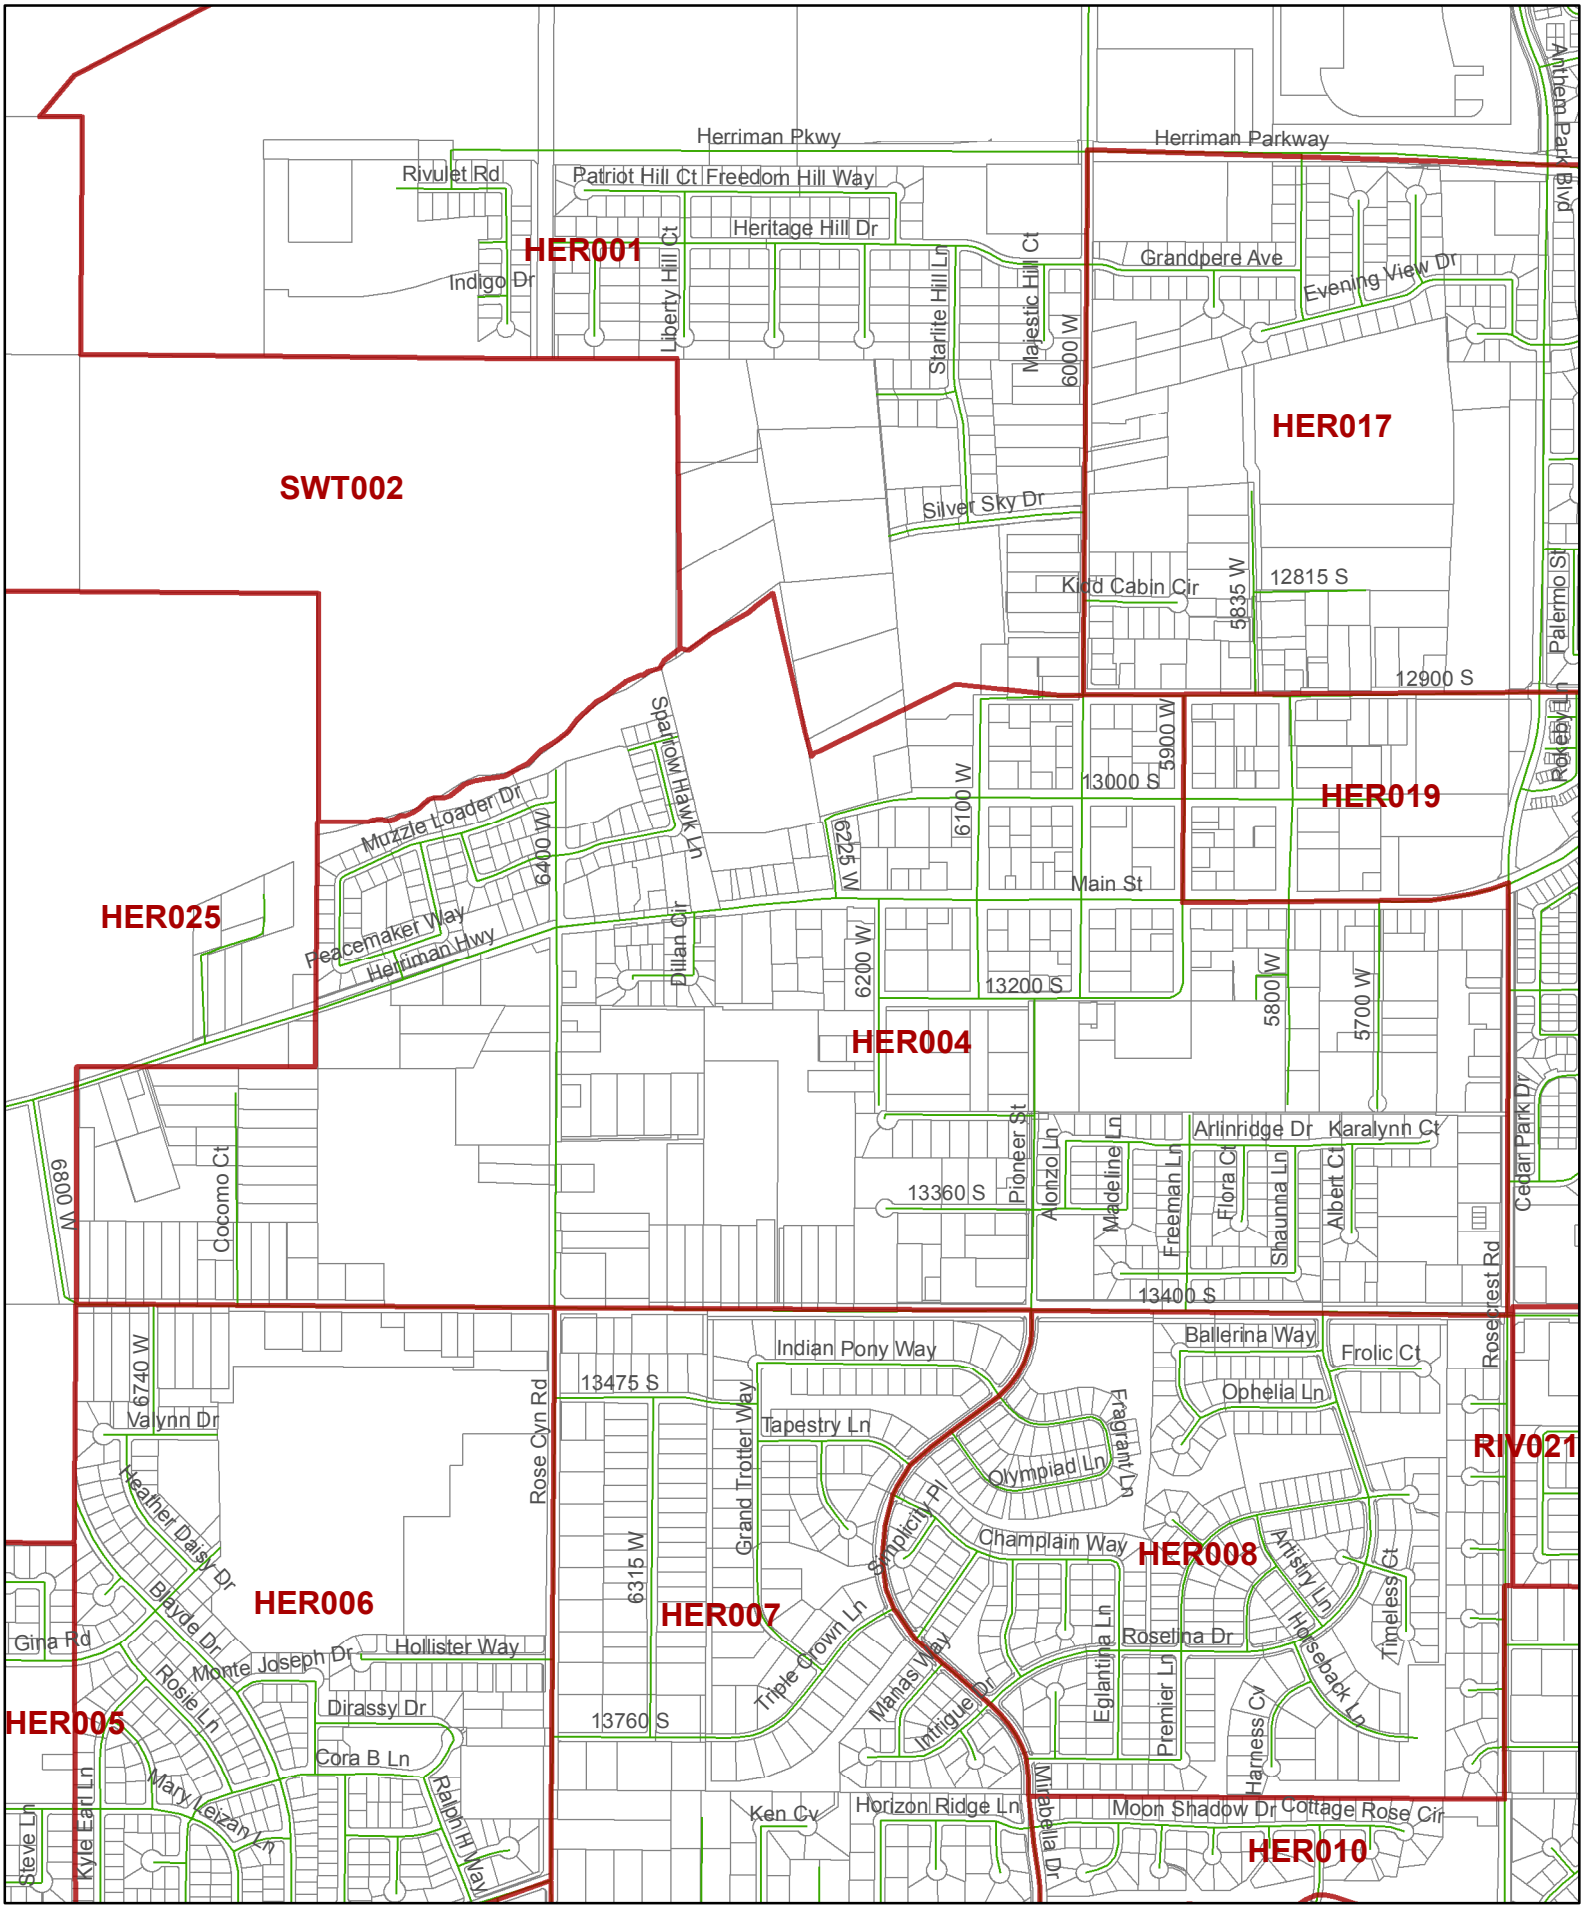 Anthem Park Blvd
Herriman Pkwy
Herriman Parkway
Rivulet Rd
Patriot Hill Ct
Freedom Hill Way
Heritage Hill Dr
HER001
Liberty Hill Ct
Starlite Hill Ln
Majestic Hill Ct
6000 W
Grandpere Ave
Evening View Dr
Indigo Dr
HER017
SWT002
Silver Sky Dr
Kidd Cabin Cir
5835 W
12815 S
Palermo St
12900 S
Rokeby Ln
Sparrow Hawk Ln
5900 W
13000 S
6100 W
HER019
Muzzle Loader Dr
6400 W
6225 W
Main St
HER025
Peacemaker Way
Herriman Hwy
Dillan Cir
6200 W
13200 S
5800 W
5700 W
HER004
Pioneer St
Alonzo Ln
Madeline Ln
Arlinridge Dr
Karalynn Ct
Cedar Park Dr
6800 W
Cocomo Ct
13360 S
Freeman Ln
Flora Ct
Shaunna Ln
Albert Ct
13400 S
Rosecrest Rd
6740 W
Valynn Dr
Indian Pony Way
Ballerina Way
Frolic Ct
13475 S
Rose Cyn Rd
Grand Trotter Way
Tapestry Ln
Fragrant Ln
Ophelia Ln
Olympiad Ln
RIV021
Heather Daisy Dr
Simplicity Pl
Champlain Way
HER008
Artistry Ln
Timeless Ct
6315 W
HER006
HER007
Blayde Dr
Gina Rd
Hollister Way
Monte Joseph Dr
Triple Crown Ln
Manas Way
Roselina Dr
Eglantina Ln
Premier Ln
Horseback Ln
Harness Cv
Rosie Ln
HER005
Dirassy Dr
13760 S
Intrigue Dr
Cora B Ln
Mary Leizan Ln
Ralph H Way
Kyle Earl Ln
Steve Ln
Ken Cv
Horizon Ridge Ln
Mirabella Dr
Moon Shadow Dr
Cottage Rose Cir
HER010